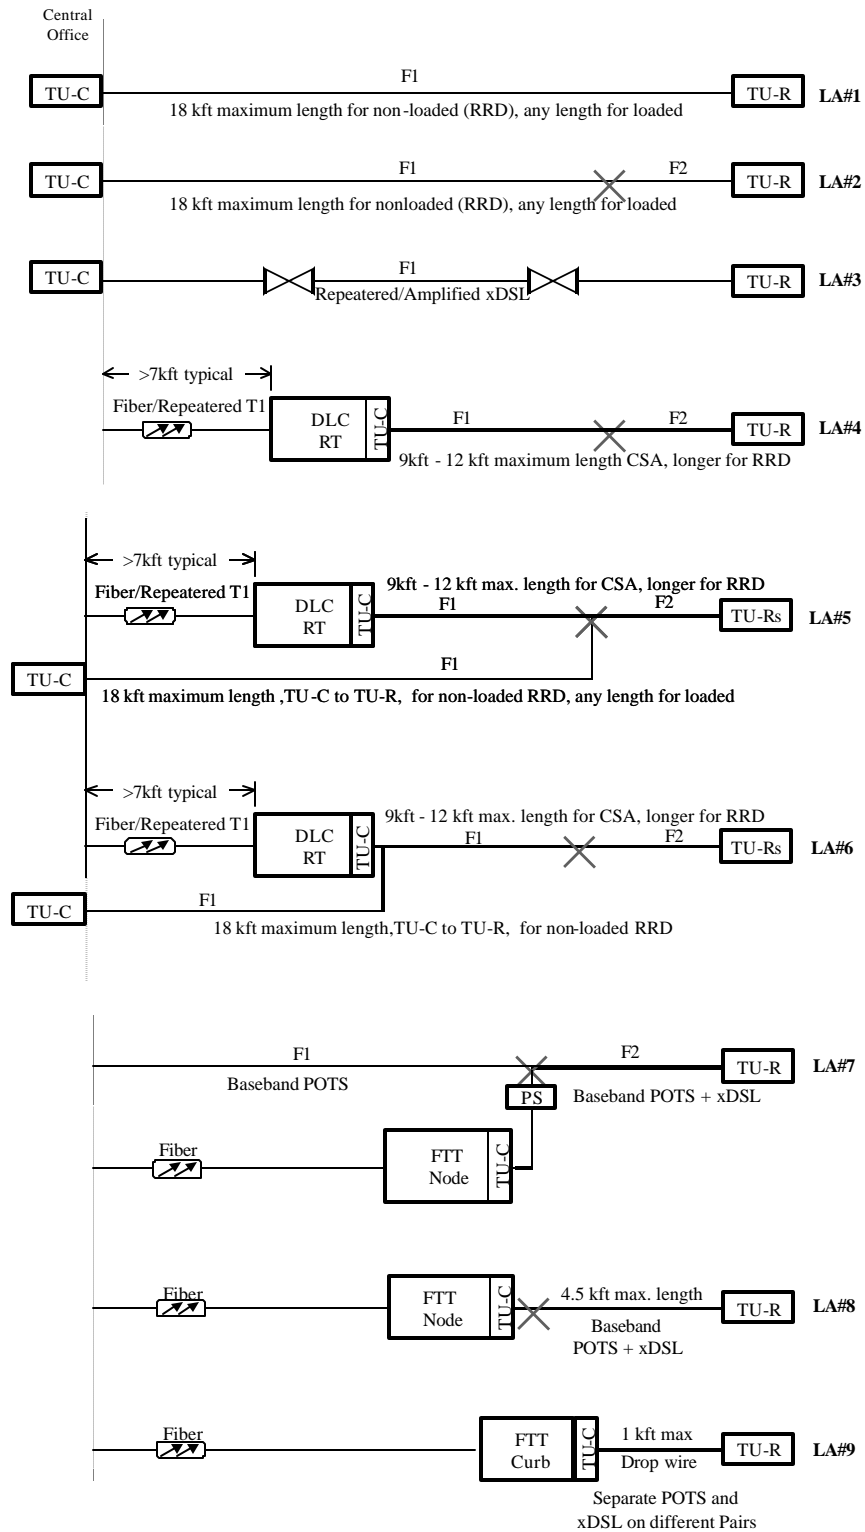 Central
Office
TU-C
F1
TU-R
LA#1
18 kft maximum length for non-loaded (RRD), any length for loaded
TU-C
F1
F2
TU-R
LA#2
18 kft maximum length for nonloaded (RRD), any length for loaded
TU-C
F1
TU-R
LA#3
Repeatered/Amplified xDSL
>7kft typical
Fiber/Repeatered T1
DLC
RT
TU-C
F1
F2
TU-R
LA#4
9kft - 12 kft maximum length CSA, longer for RRD
>7kft typical
Fiber/Repeatered T1
DLC
RT
TU-C
9kft - 12 kft max. length for CSA, longer for RRD
F1
F2
TU-Rs
LA#5
TU-C
F1
18 kft maximum length ,TU-C to TU-R, for non-loaded RRD, any length for loaded
>7kft typical
Fiber/Repeatered T1
DLC
RT
TU-C
9kft - 12 kft max. length for CSA, longer for RRD
F1
F2
TU-Rs
LA#6
TU-C
F1
18 kft maximum length,TU-C to TU-R, for non-loaded RRD
F1
F2
TU-R
LA#7
Baseband POTS
PS
Baseband POTS + xDSL
Fiber
FTT
Node
TU-C
Fiber
FTT
Node
TU-C
4.5 kft max. length
TU-R
LA#8
Baseband
POTS + xDSL
Fiber
FTT
Curb
TU-C
1 kft max
Drop wire
TU-R
LA#9
Separate POTS and
xDSL on different Pairs